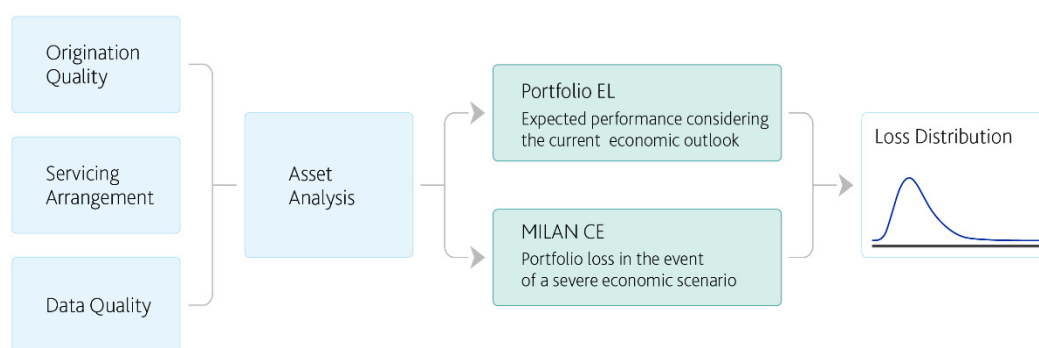 Origination
Quality
Servicing
Arrangement
Data Quality
Asset
Analysis
Portfolio EL
Expected performance considering
the current economic outlook
MILAN CE
Portfolio loss in the event
of a severe economic scenario
Loss Distribution